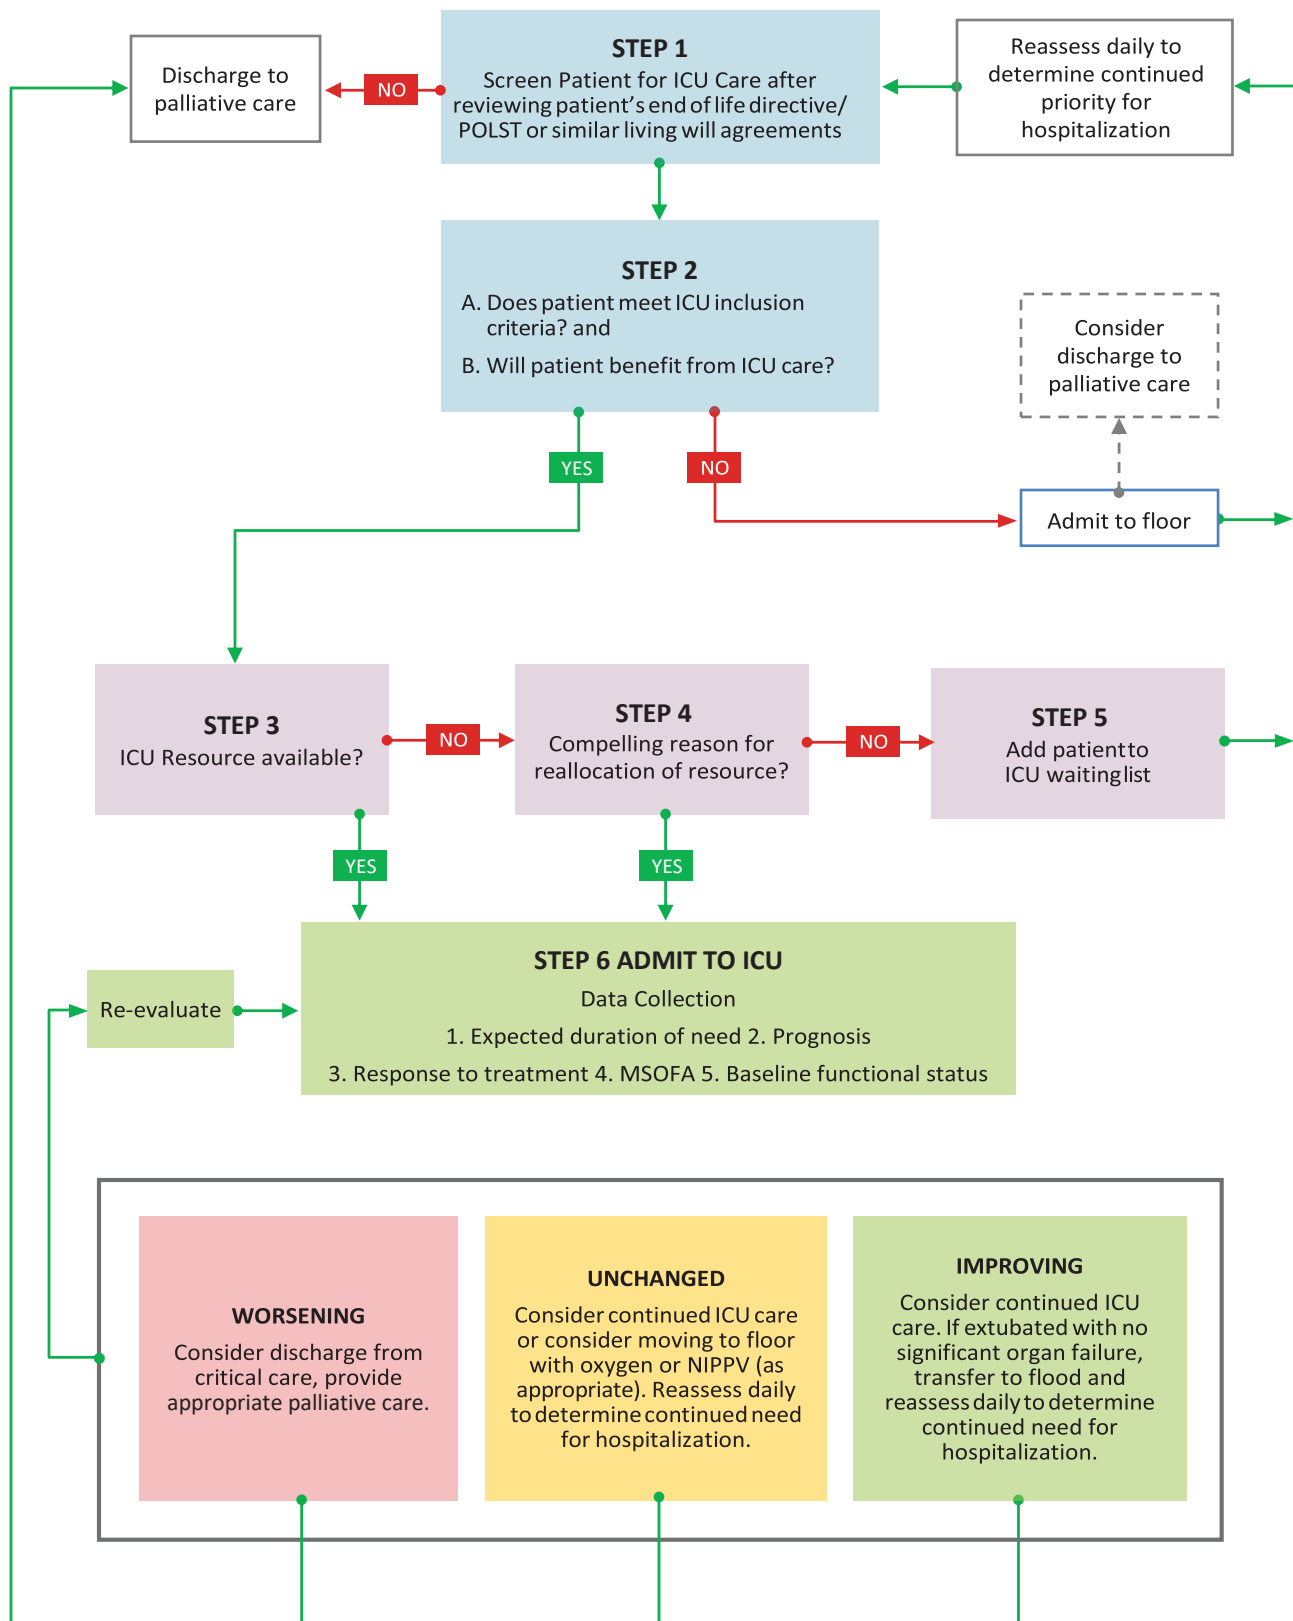 STEP 1
Screen Patient for ICU Care after
reviewing patient’s end of life directive/
POLST or similar living will agreements
Discharge to
palliative care
NO
Reassess daily to
determine continued
priority for
hospitalization
STEP 2
A. Does patient meet ICU inclusion
criteria? and
B. Will patient benefit from ICU care?
Consider
discharge to
palliative care
YES
NO
Admit to floor
STEP 3
ICU Resource available?
NO
STEP 4
Compelling reason for
reallocation of resource?
NO
STEP 5
Add patient to
ICU waiting list
YES
YES
STEP 6 ADMIT TO ICU
Data Collection
1. Expected duration of need 2. Prognosis
3. Response to treatment 4. MSOFA 5. Baseline functional status
Re-evaluate
WORSENING
Consider discharge from
critical care, provide
appropriate palliative care.
UNCHANGED
Consider continued ICU care
or consider moving to floor
with oxygen or NIPPV (as
appropriate). Reassess daily
to determine continued need
for hospitalization.
IMPROVING
Consider continued ICU
care. If extubated with no
significant organ failure,
transfer to flood and
reassess daily to determine
continued need for
hospitalization.